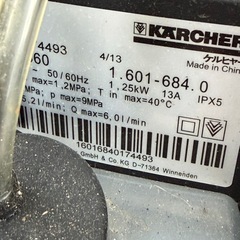 KÄRCHER
ケルヒャー
4493 4/13 Made in China
60 1.601-684.0
50/60Hz 1.25kW 13A IPX5
max=1,2MPa; T in max=40°C
MPa; p max=9MPa
5.2l/min; Q max=6,0l/min
16016840174493
GmbH & Co. KG D-71364 Winnenden